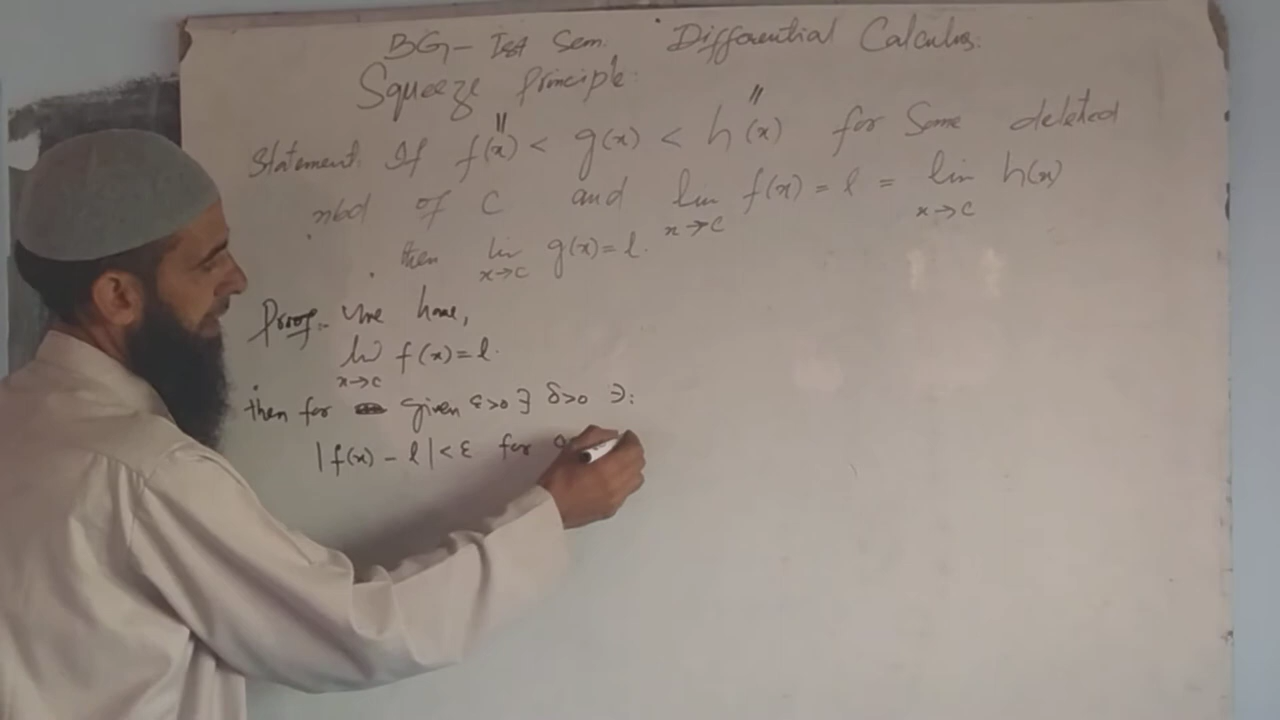 BG - Ist Sem. Differential Calculus.
Squeeze Principle:
Statement: If f(x) < g(x) < h(x) for some deleted
nbd of C and lim x→c f(x) = l = lim x→c h(x)
then lim x→c g(x) = l.
Proof:- We have,
lim x→c f(x) = l.
then for given ε>0 ∃ δ>0 ∋:
|f(x) - l| < ε for